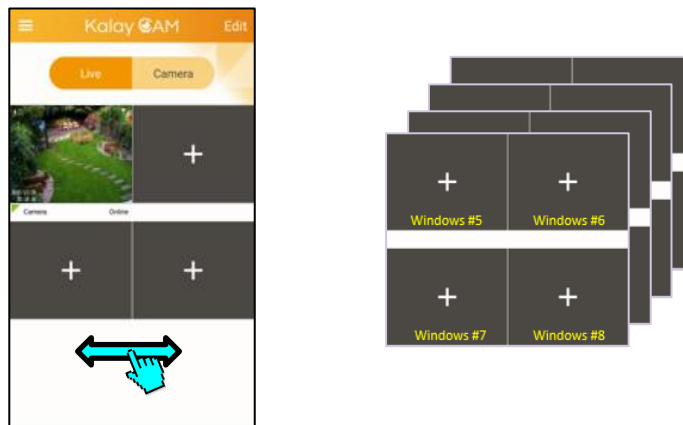 Kalay CAM Edit
Live Camera
+
Camera Online
+ +
+ +
Windows #5 Windows #6
+ +
Windows #7 Windows #8